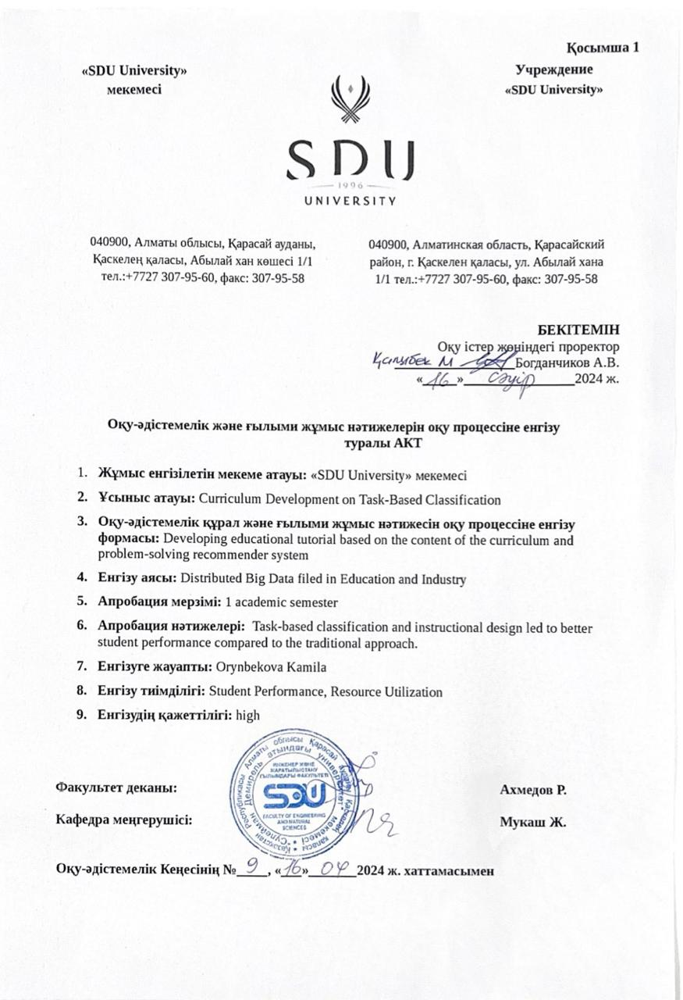 Қосымша 1
«SDU University»
мекемесі
Учреждение
«SDU University»
SDU
1996
UNIVERSITY
040900, Алматы облысы, Қарасай ауданы,
Қаскелең қаласы, Абылай хан көшесі 1/1
тел.:+7727 307-95-60, факс: 307-95-58
040900, Алматинская область, Қарасайский
район, г. Қаскелен қаласы, ул. Абылай хана
1/1 тел.:+7727 307-95-60, факс: 307-95-58
БЕКІТЕМІН
Оқу істер жөніндегі проректор
М Богданчиков А.В.
«16» сәуір 2024 ж.
Оқу-әдістемелік және ғылыми жұмыс нәтижелерін оқу процессіне енгізу
туралы АКТ
1. Жұмыс енгізілетін мекеме атауы: «SDU University» мекемесі
2. Ұсыныс атауы: Curriculum Development on Task-Based Classification
3. Оқу-әдістемелік құрал және ғылыми жұмыс нәтижесін оқу процессіне енгізу
формасы: Developing educational tutorial based on the content of the curriculum and
problem-solving recommender system
4. Енгізу аясы: Distributed Big Data filed in Education and Industry
5. Апробация мерзімі: 1 academic semester
6. Апробация нәтижелері: Task-based classification and instructional design led to better
student performance compared to the traditional approach.
7. Енгізуге жауапты: Orynbekova Kamila
8. Енгізу тиімділігі: Student Performance, Resource Utilization
9. Енгізудің қажеттілігі: high
Қазақстан Республикасы Алматы облысы Қарасай ауданы Қаскелең қаласы
"Сүлейман Демирель атындағы университет" мекемесі
ИНЖЕНЕР ЖӘНЕ
ЖАРАТЫЛЫСТАНУ
ҒЫЛЫМДАРЫ ФАКУЛЬТЕТІ
SDU
FACULTY OF ENGINEERING
AND NATURAL
SCIENCES
Факультет деканы:
Ахмедов Р.
Кафедра меңгерушісі:
Мукаш Ж.
Оқу-әдістемелік Кеңесінің №9, «16» 04 2024 ж. хаттамасымен